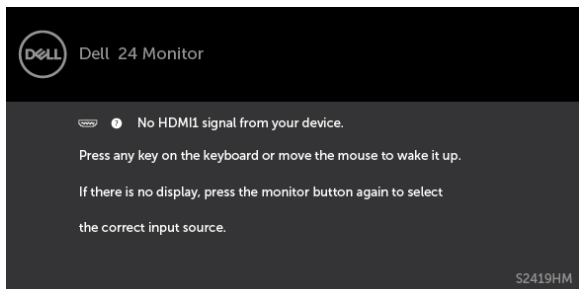 DELL Dell 24 Monitor
? No HDMI1 signal from your device.
Press any key on the keyboard or move the mouse to wake it up.
If there is no display, press the monitor button again to select
the correct input source.
S2419HM